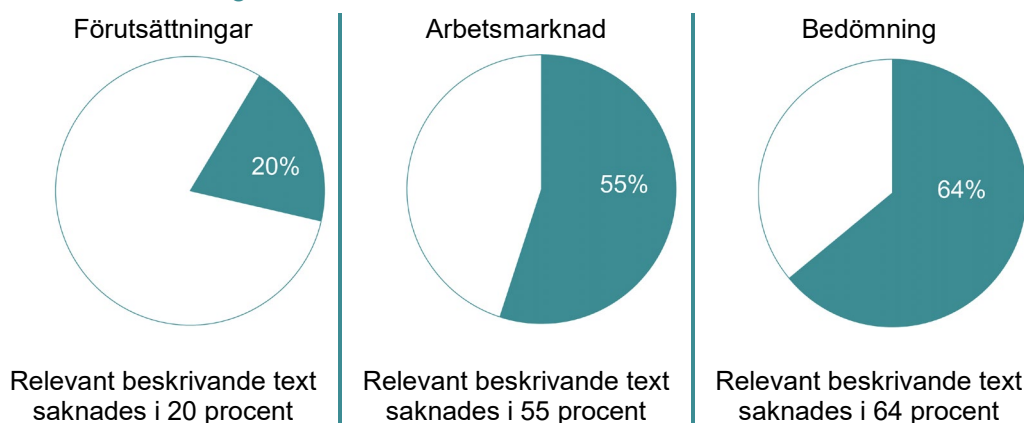 Förutsättningar
20%
Relevant beskrivande text
saknades i 20 procent
Arbetsmarknad
55%
Relevant beskrivande text
saknades i 55 procent
Bedömning
64%
Relevant beskrivande text
saknades i 64 procent